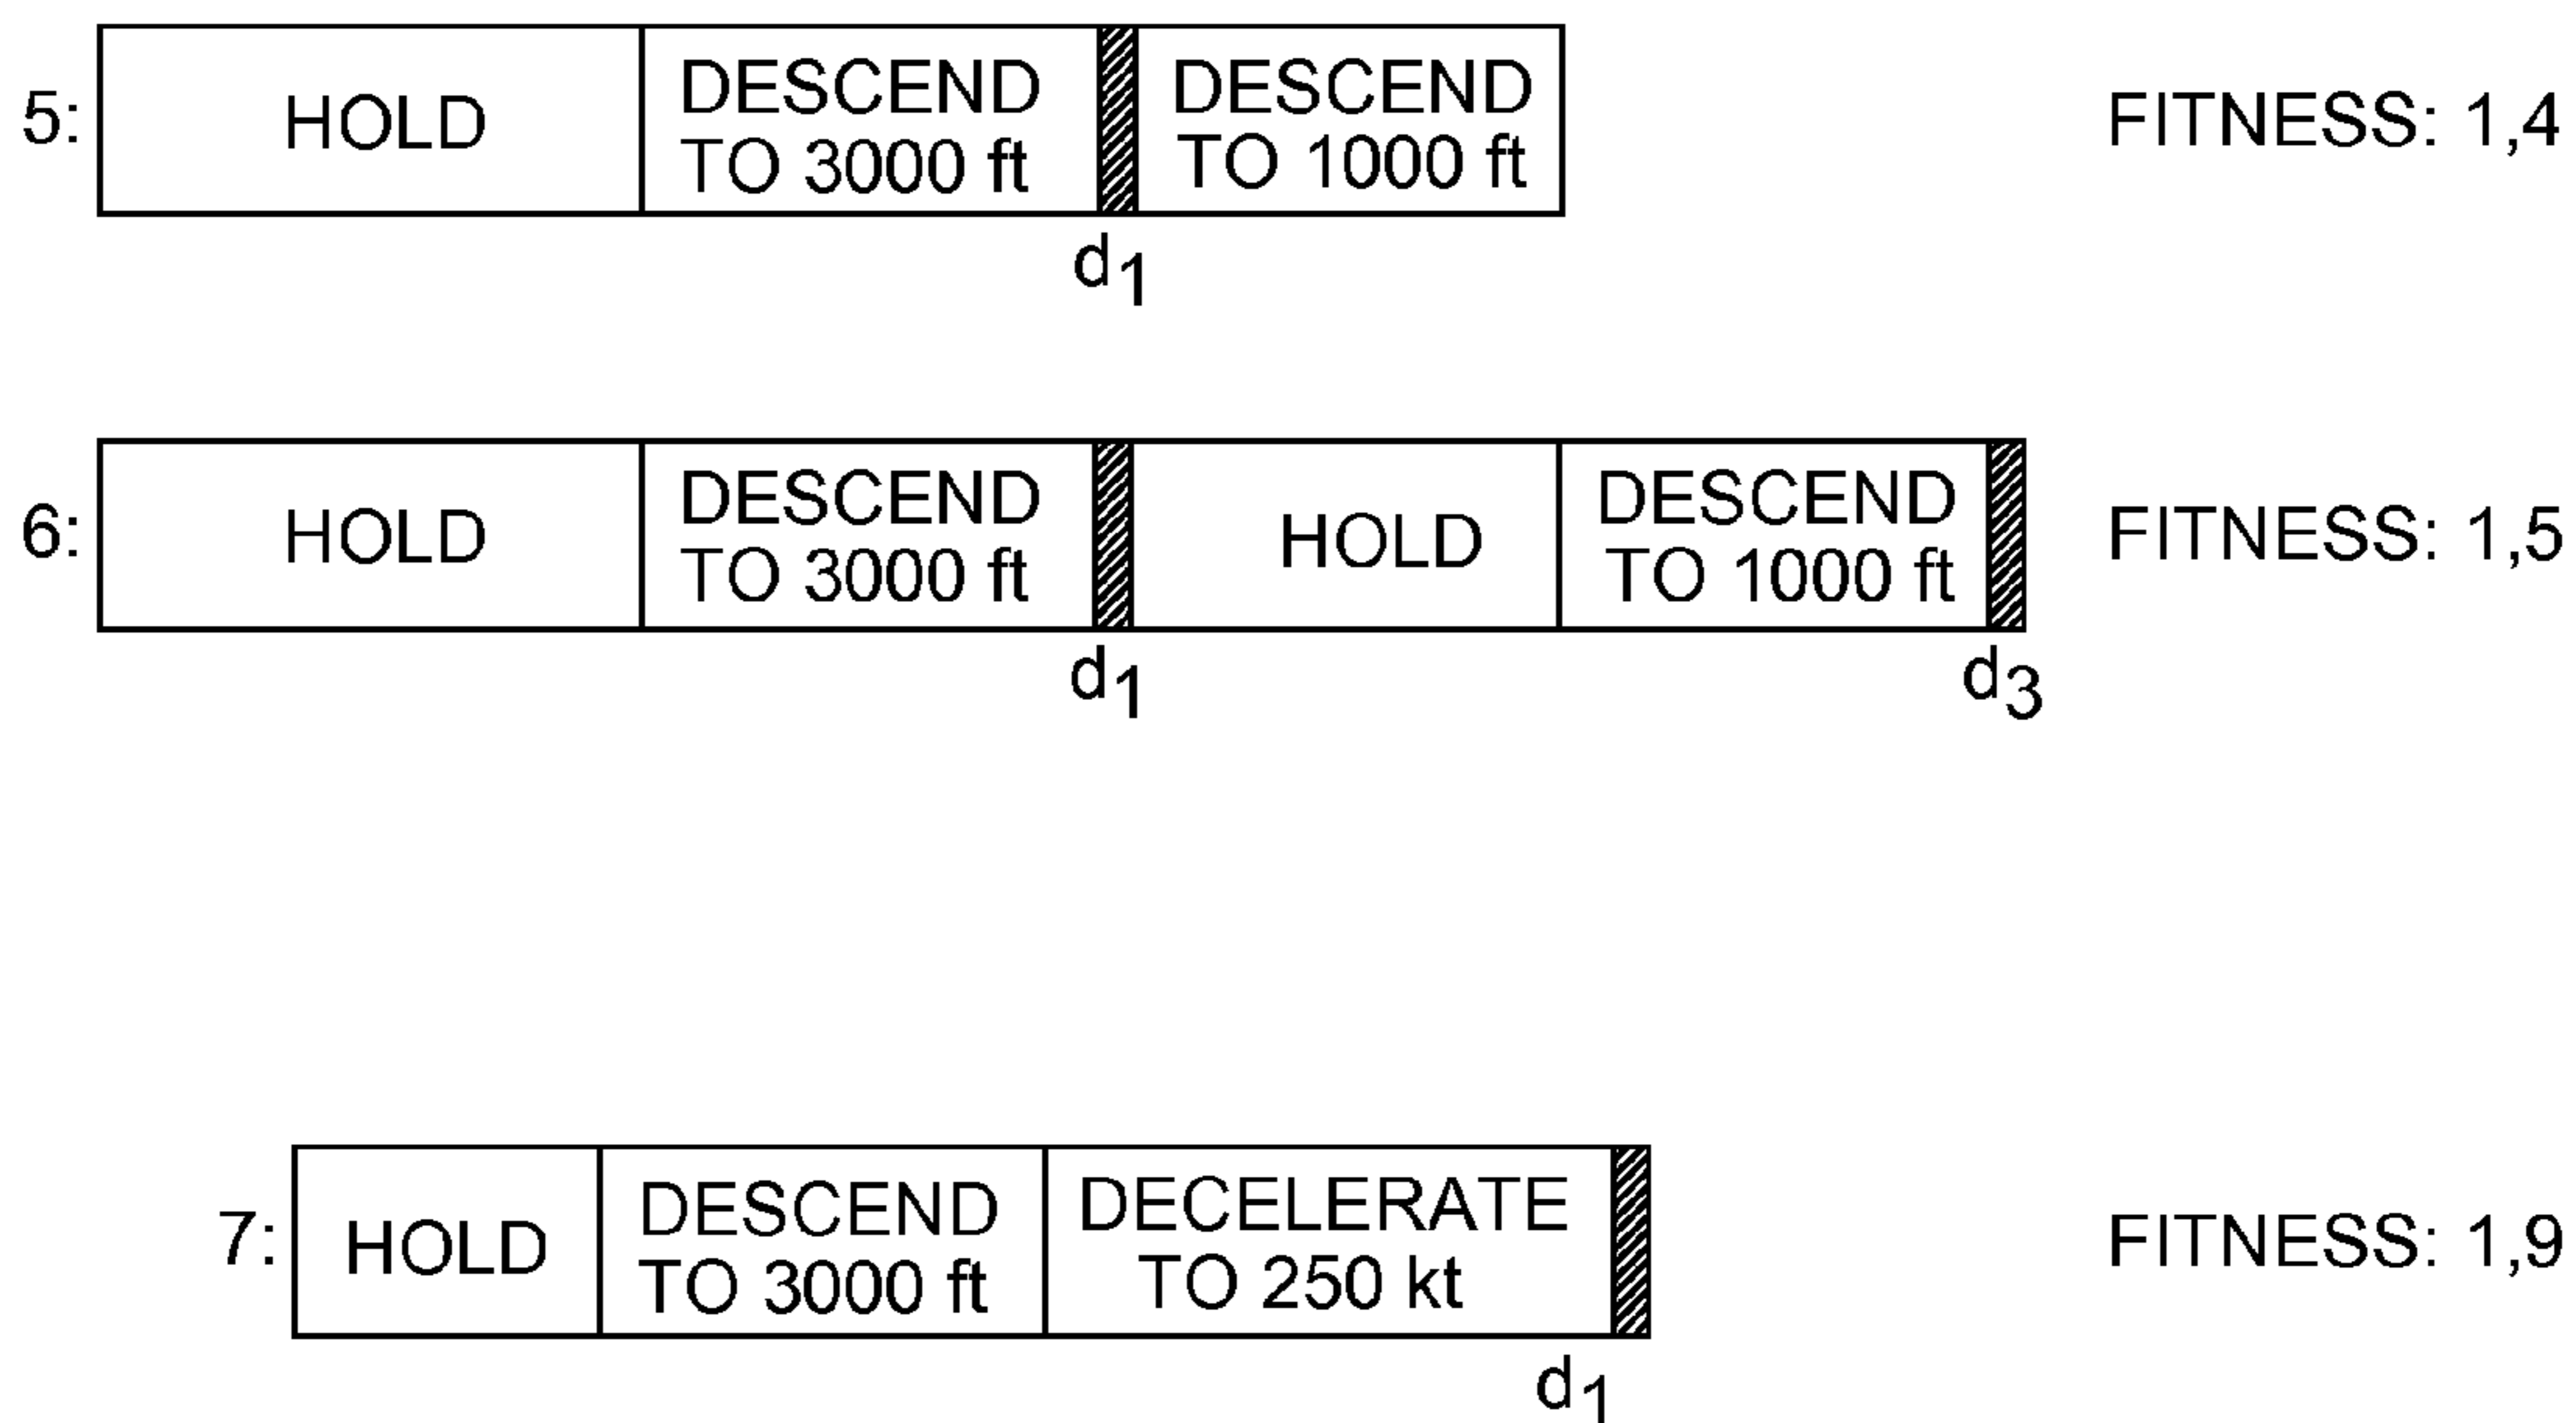 5:
HOLD
DESCEND
TO 3000 ft
DESCEND
TO 1000 ft
FITNESS: 1,4
d1
6:
HOLD
DESCEND
TO 3000 ft
HOLD
DESCEND
TO 1000 ft
FITNESS: 1,5
d1
d3
7:
HOLD
DESCEND
TO 3000 ft
DECELERATE
TO 250 kt
FITNESS: 1,9
d1